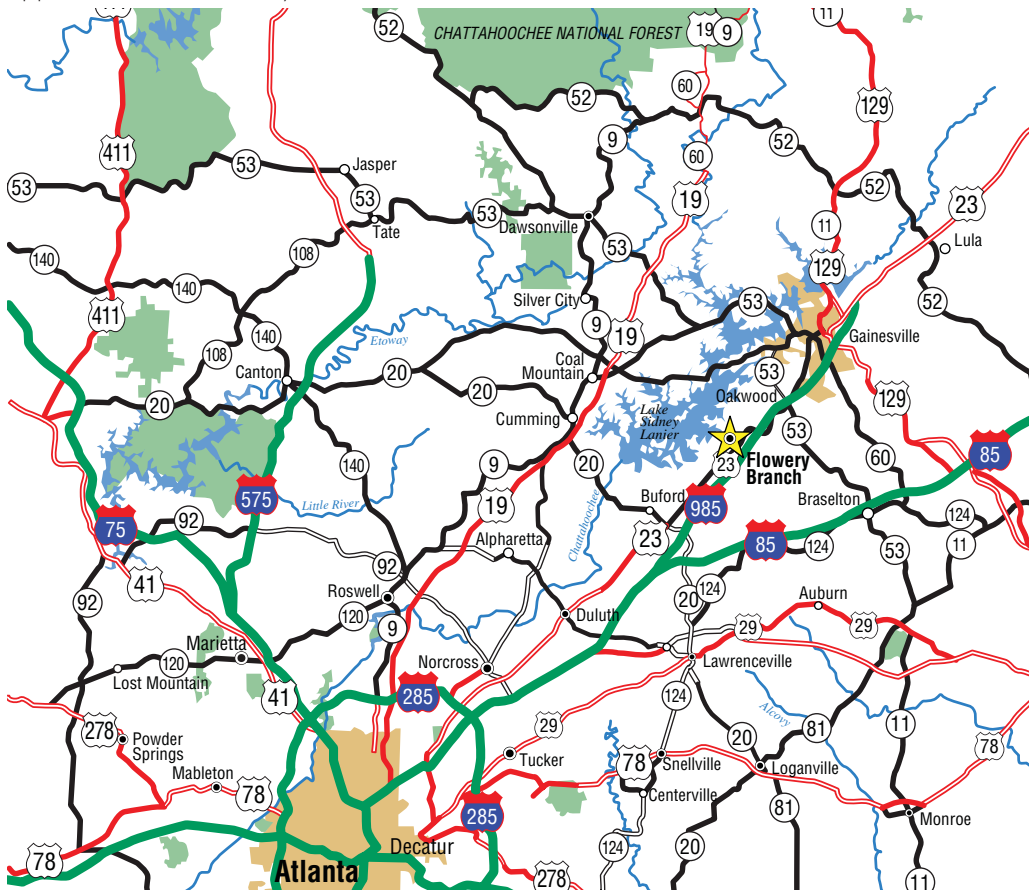 11
52
CHATTAHOOCHEE NATIONAL FOREST
19
9
60
52
129
411
9
53
53
60
52
52
Jasper
53
19
23
53
Tate
Dawsonville
53
11
Lula
108
140
129
140
Silver City
53
52
411
9
19
140
Etoway
Gainesville
108
Coal
Mountain
Canton
20
53
20
20
Oakwood
129
Cumming
Lake
Sidney
Lanier
53
Flowery
Branch
23
9
20
60
85
140
575
19
Buford
985
Braselton
Little River
Chattahoochee
124
75
92
23
85
124
11
Alpharetta
53
92
41
92
124
Roswell
20
Auburn
120
9
Duluth
29
29
Marietta
Norcross
Lawrenceville
120
Lost Mountain
41
285
124
Alcovy
29
81
11
278
Powder
Springs
20
78
Tucker
78
Snellville
Loganville
Mableton
78
Centerville
285
81
Monroe
Decatur
124
20
78
Atlanta
278
11